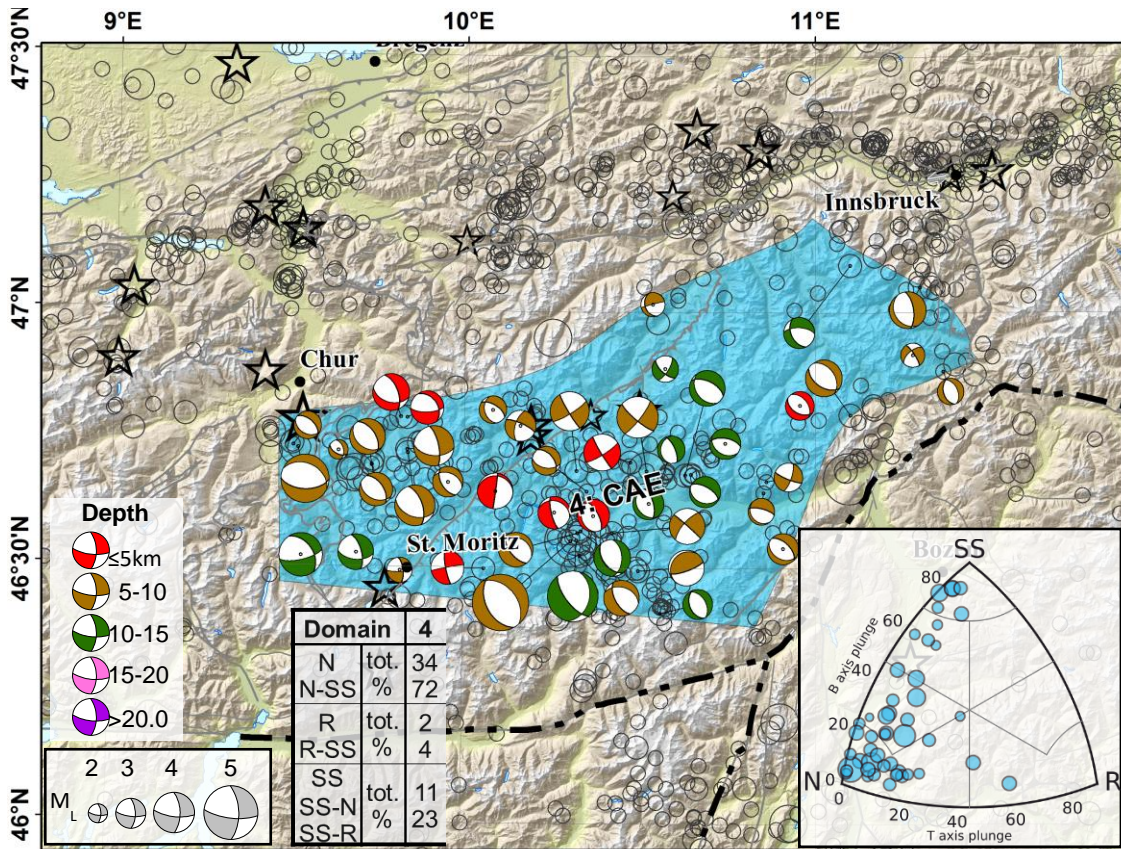 9°E 10°E 11°E
47°30'N
Bregenz
Innsbruck
47°N
Chur
4: CAE
46°30'N
St. Moritz
Depth
≤5km
5-10
10-15
15-20
>20.0
2 3 4 5
ML
46°N
Domain 4
N tot. 34
N-SS % 72
R tot. 2
R-SS % 4
SS
SS-N tot. 11
SS-R % 23
SS
80
60
B axis plunge
40
20
0
N
R
0 20 40 60 80
T axis plunge